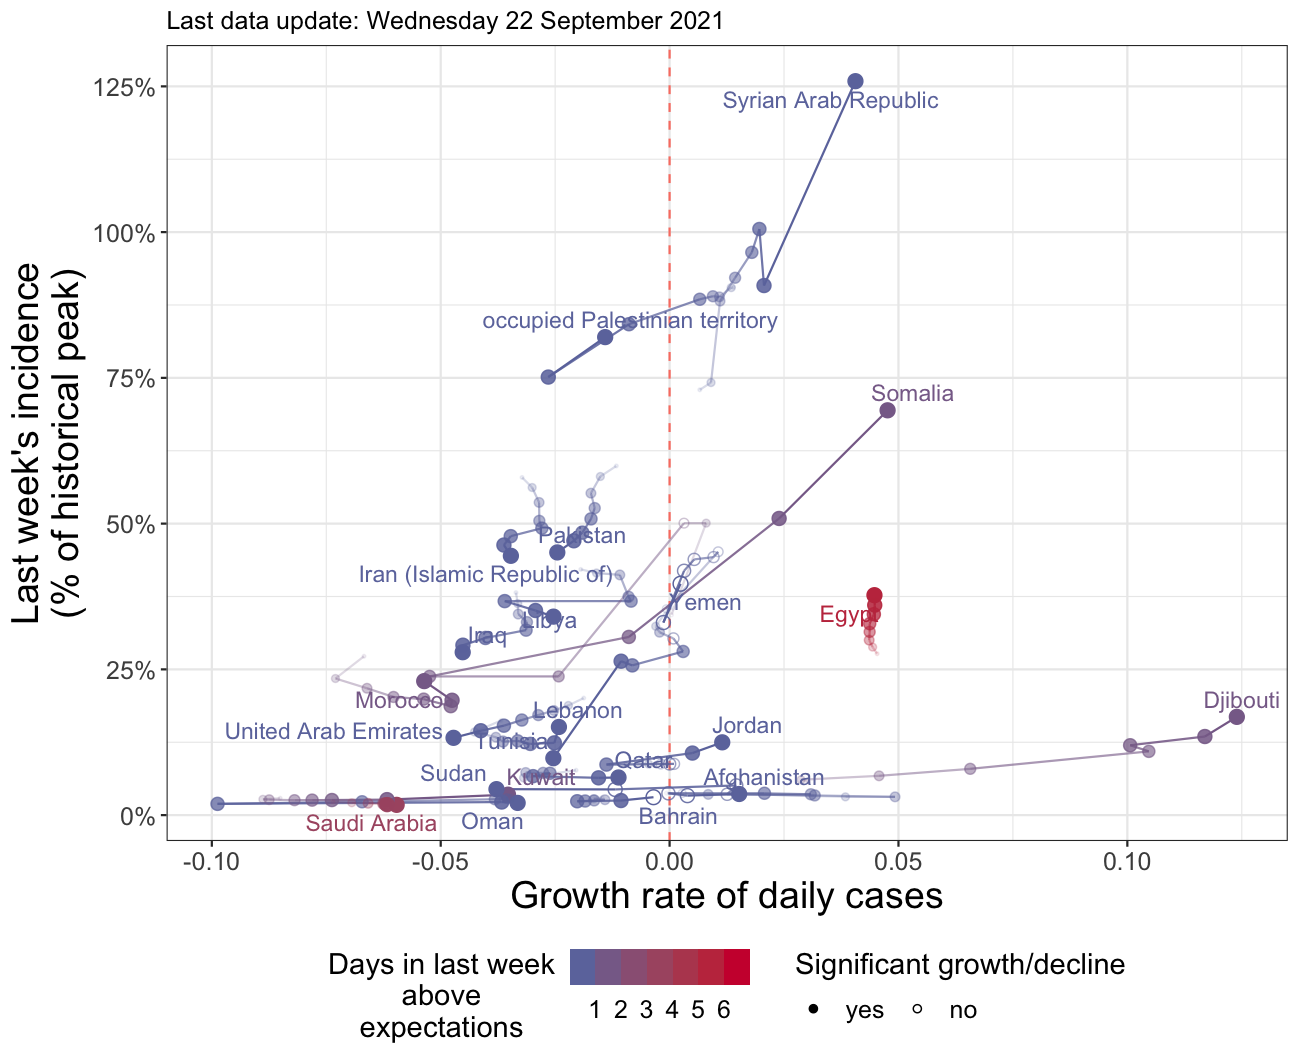 Last data update: Wednesday 22 September 2021
125%
100%
75%
50%
25%
0%
Last week's incidence
(% of historical peak)
Syrian Arab Republic
occupied Palestinian territory
Somalia
Pakistan
Iran (Islamic Republic of)
Yemen
Egypt
Libya
Iraq
Morocco
Djibouti
Lebanon
United Arab Emirates
Jordan
Tunisia
Qatar
Sudan
Kuwait
Afghanistan
Saudi Arabia
Oman
Bahrain
-0.10 -0.05 0.00 0.05 0.10
Growth rate of daily cases
Days in last week
above
expectations
1 2 3 4 5 6
Significant growth/decline
yes no